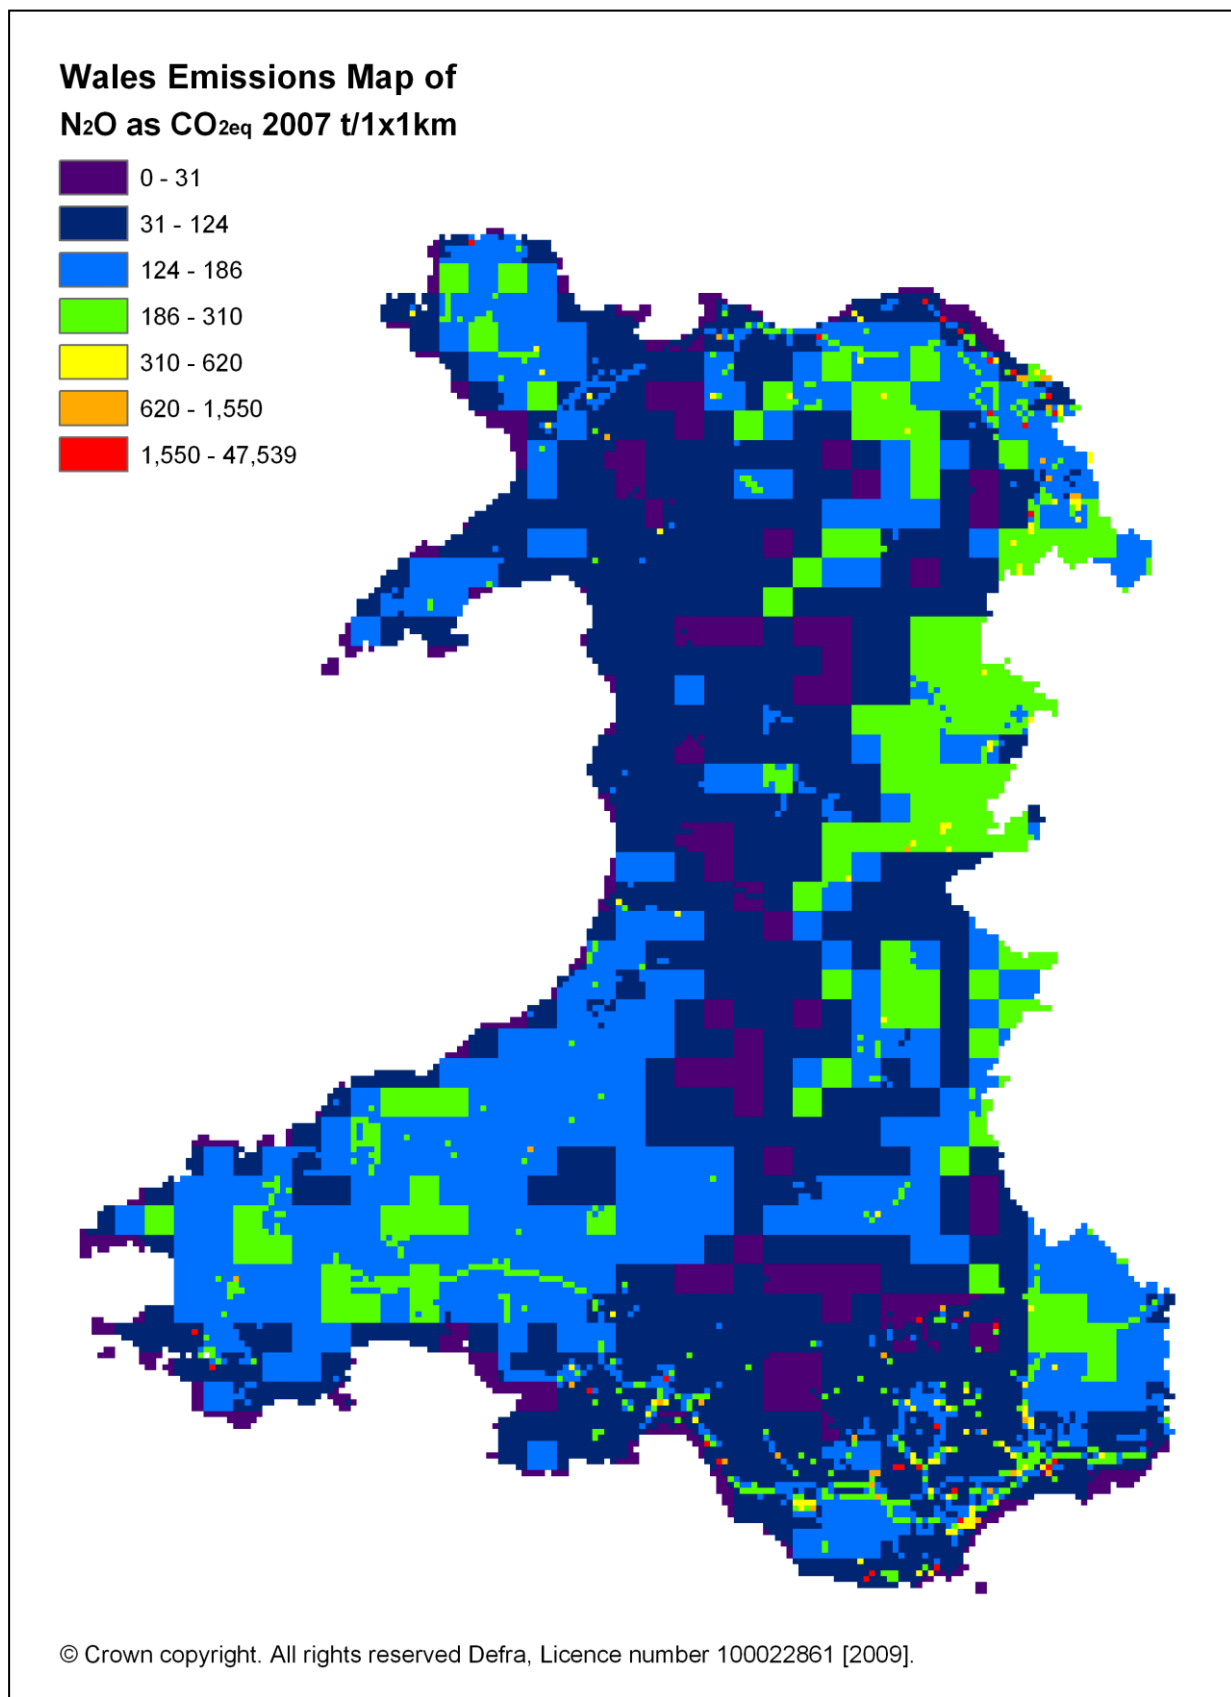 Wales Emissions Map of
N₂O as CO₂eq 2007 t/1x1km
0 - 31
31 - 124
124 - 186
186 - 310
310 - 620
620 - 1,550
1,550 - 47,539
© Crown copyright. All rights reserved Defra, Licence number 100022861 [2009].